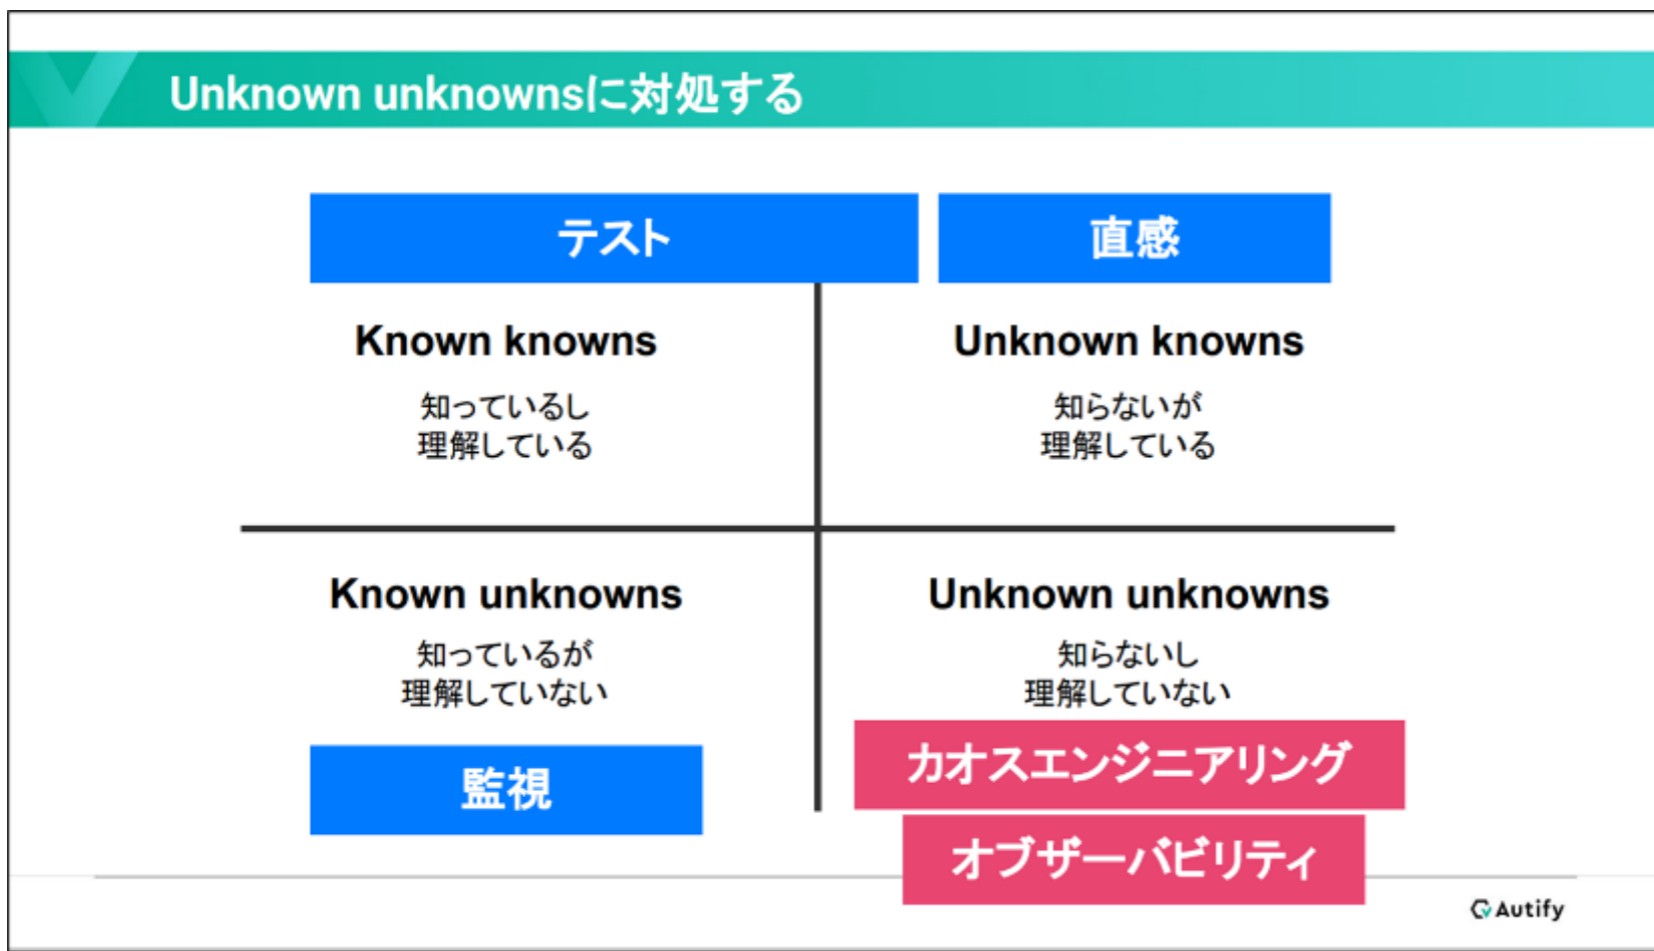 Unknown unknownsに対処する
テスト
直感
Known knowns
知っているし
理解している
Unknown knowns
知らないが
理解している
Known unknowns
知っているが
理解していない
監視
Unknown unknowns
知らないし
理解していない
カオスエンジニアリング
オブザーバビリティ
Autify